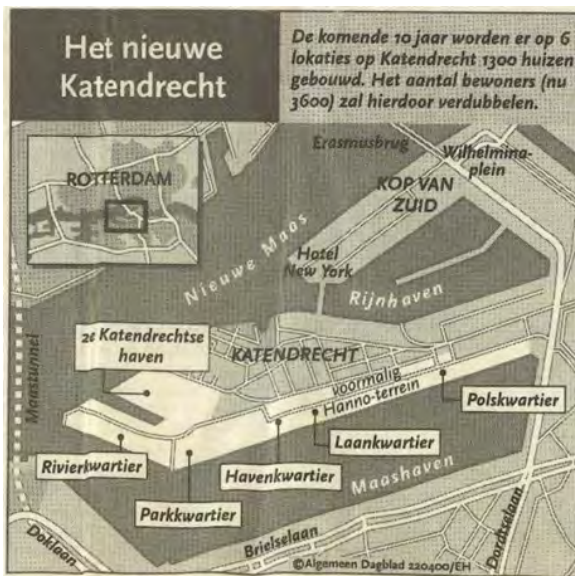 Het nieuwe
Katendrecht
De komende 10 jaar worden er op 6
lokaties op Katendrecht 1300 huizen
gebouwd. Het aantal bewoners (nu
3600) zal hierdoor verdubbelen.
ROTTERDAM
Erasmusbrug
Wilhelmina-
plein
KOP VAN
ZUID
Nieuwe Maas
Hotel
New York
Rijnhaven
Maastunnel
2e Katendrechtse
haven
KATENDRECHT
voormalig
Hanno-terrein
Polskwartier
Laankwartier
Rivierkwartier
Havenkwartier
Parkkwartier
Maashaven
Doklaan
Brielselaan
Dordtselaan
©Algemeen Dagblad 220400/EH